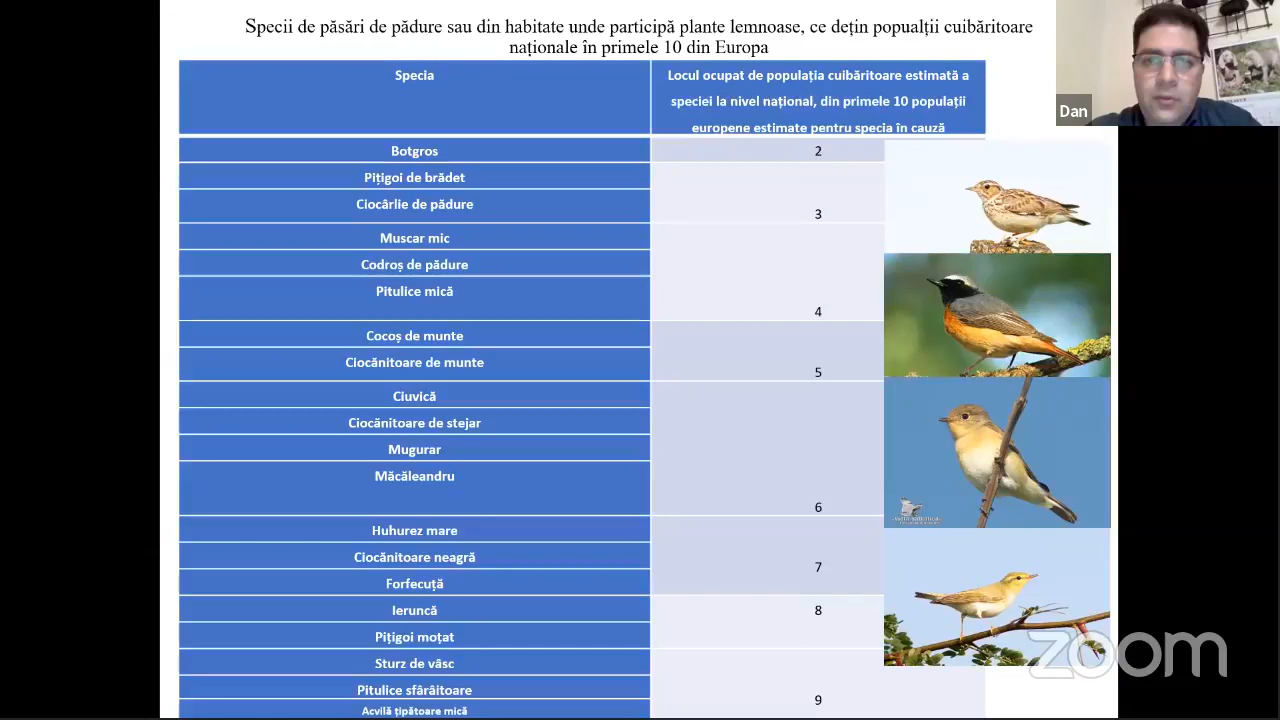 Specii de păsări de pădure sau din habitate unde participă plante lemnoase, ce dețin popualții cuibăritoare
naționale în primele 10 din Europa
Dan
Specia
Locul ocupat de populația cuibăritoare estimată a
speciei la nivel național, din primele 10 populații
europene estimate pentru specia în cauză
Botgros
2
Pițigoi de brădet
Ciocârlie de pădure
3
Muscar mic
Codroș de pădure
Pitulice mică
4
Cocoș de munte
Ciocănitoare de munte
5
Ciuvică
Ciocănitoare de stejar
Mugurar
Măcăleandru
6
Huhurez mare
Ciocănitoare neagră
7
Forfecuță
Ieruncă
8
Pițigoi moțat
Sturz de vâsc
Pitulice sfârâitoare
9
Acvilă țipătoare mică
zoom